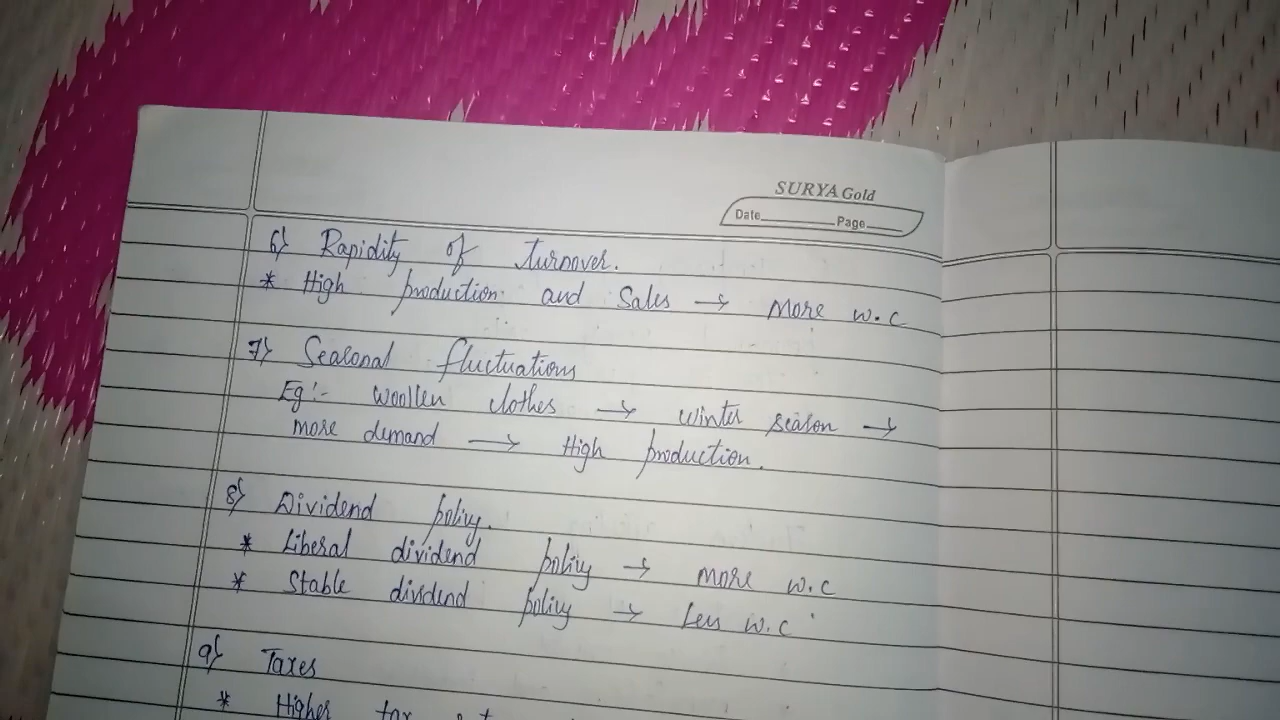 SURYA Gold
Date Page
6) Rapidity of turnover.
* High production and Sales → More w.c
7) Seasonal fluctuations
Eg:- Woollen clothes → winter season →
more demand → High production.
8) Dividend policy.
* Liberal dividend policy → more w.c
* Stable dividend policy → Less w.c
9) Taxes
* Higher tax